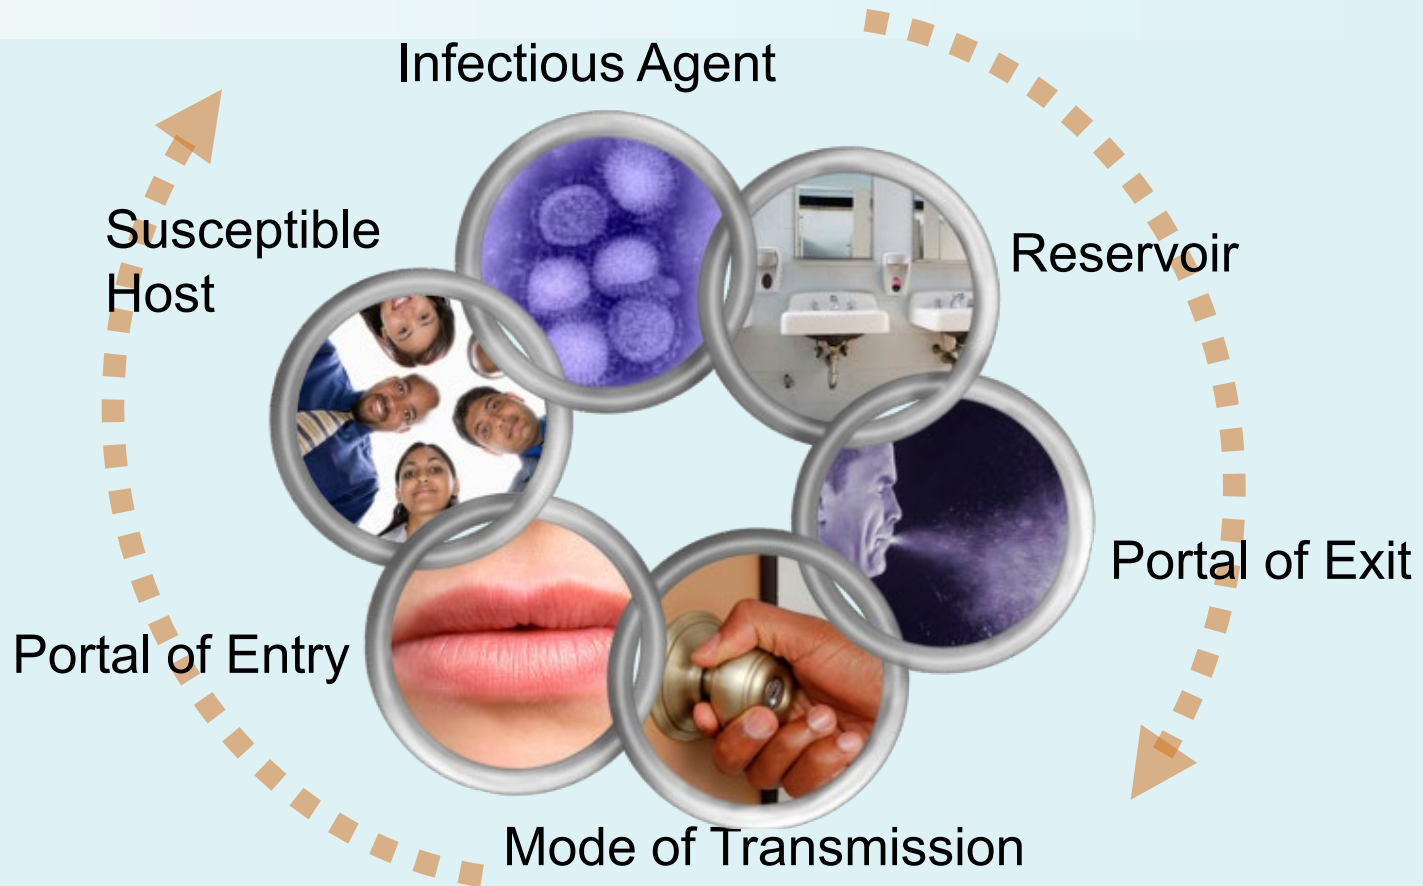 Infectious Agent
Reservoir
Portal of Exit
Mode of Transmission
Portal of Entry
Susceptible
Host